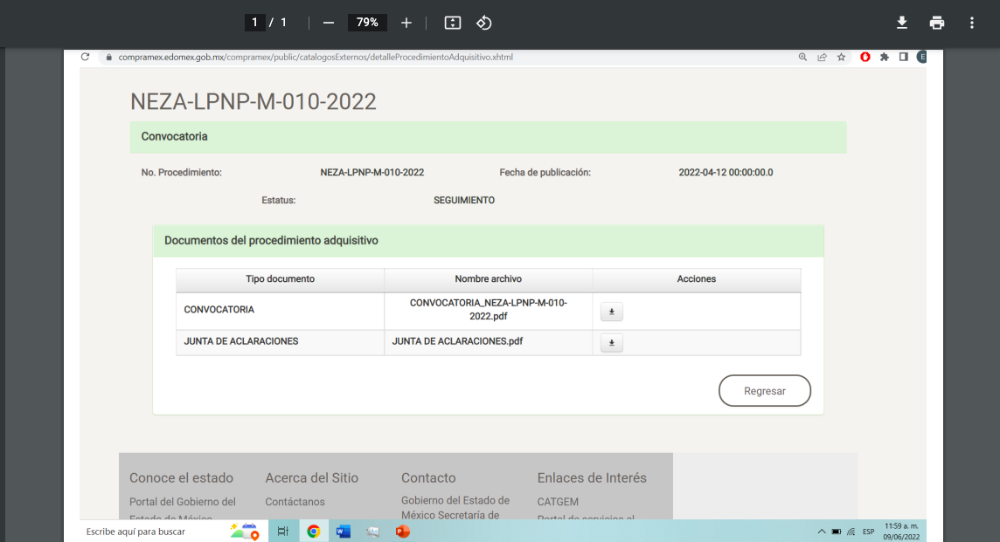 1 / 1
79%
compramex.edomex.gob.mx/compramex/public/catalogosExternos/detalleProcedimientoAdquisitivo.xhtml
E
NEZA-LPNP-M-010-2022
Convocatoria
No. Procedimiento: NEZA-LPNP-M-010-2022 Fecha de publicación: 2022-04-12 00:00:00.0
Estatus: SEGUIMIENTO
Documentos del procedimiento adquisitivo
Tipo documento Nombre archivo Acciones
CONVOCATORIA CONVOCATORIA_NEZA-LPNP-M-010-
2022.pdf
JUNTA DE ACLARACIONES JUNTA DE ACLARACIONES.pdf
Regresar
Conoce el estado Acerca del Sitio Contacto Enlaces de Interés
Portal del Gobierno del Contáctanos Gobierno del Estado de CATGEM
Estado de México México Secretaría de Portal de servicios al
Escribe aquí para buscar
ESP
11:59 a. m.
09/06/2022